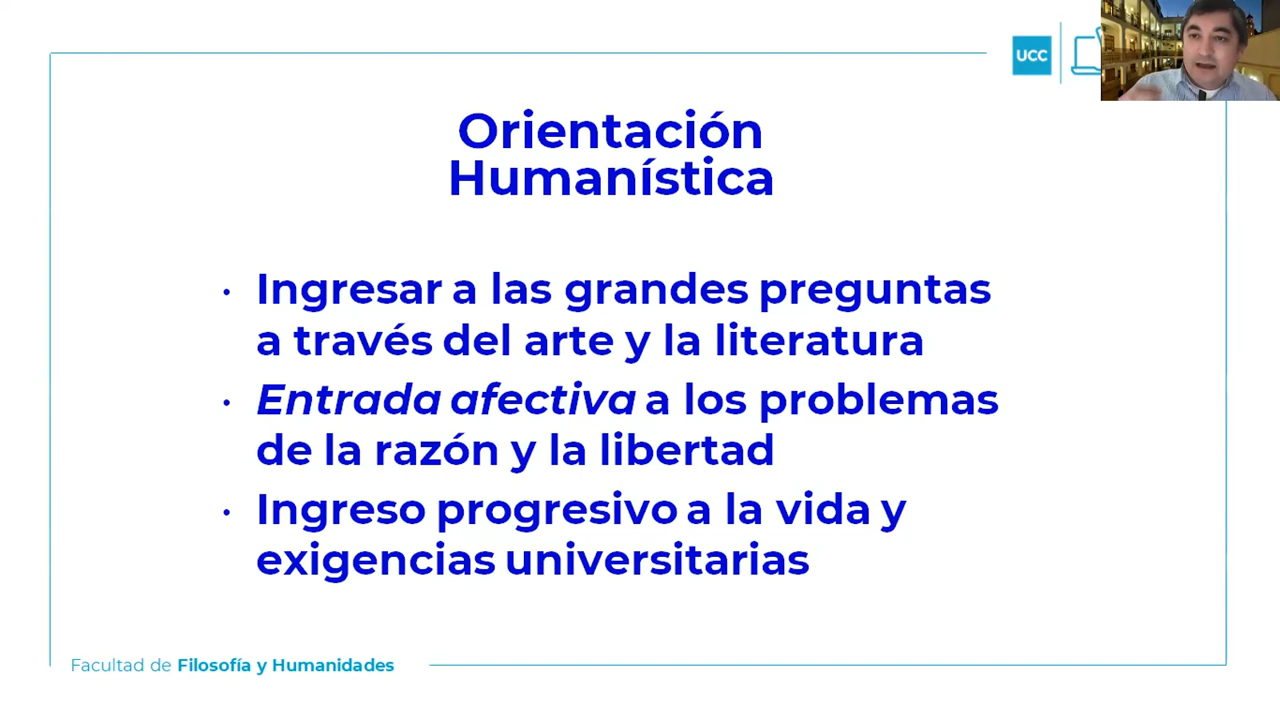 UCC
Orientación
Humanística
· Ingresar a las grandes preguntas
a través del arte y la literatura
· Entrada afectiva a los problemas
de la razón y la libertad
· Ingreso progresivo a la vida y
exigencias universitarias
Facultad de Filosofía y Humanidades